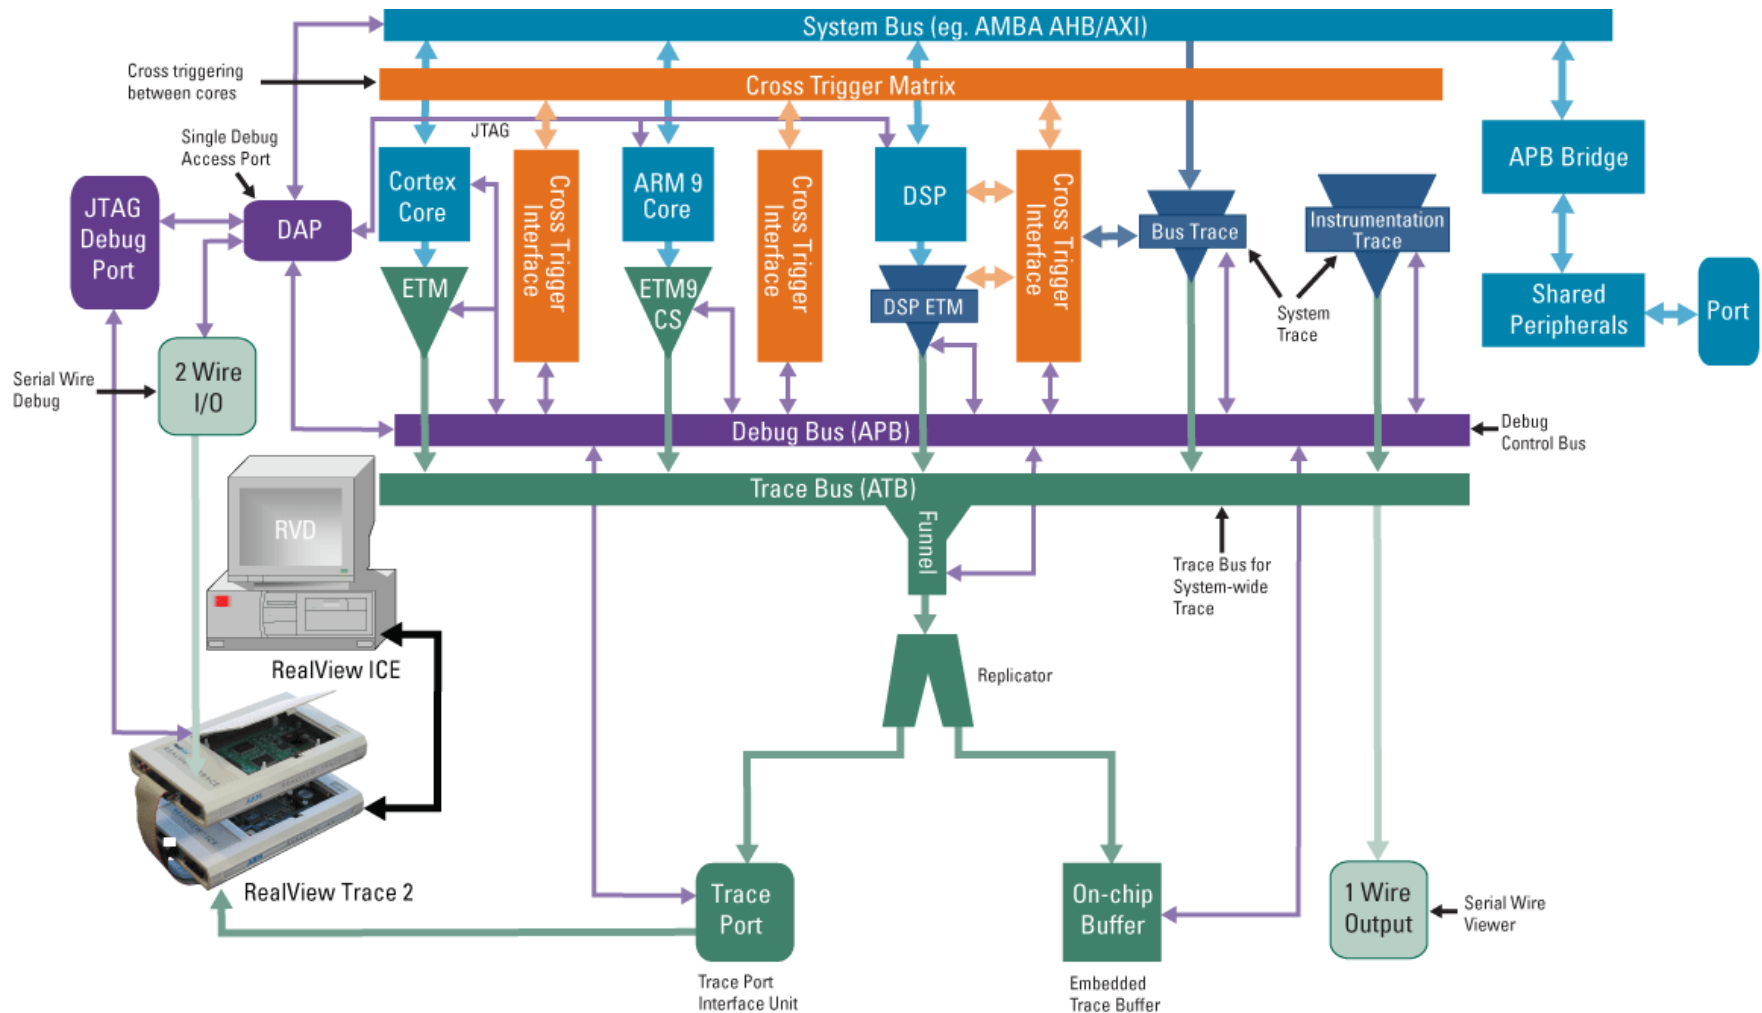 System Bus (eg. AMBA AHB/AXI)
Cross triggering
between cores
Cross Trigger Matrix
JTAG
Single Debug
Access Port
JTAG
Debug
Port
DAP
Cortex
Core
Cross Trigger
Interface
ARM 9
Core
Cross Trigger
Interface
DSP
Cross Trigger
Interface
Bus Trace
Instrumentation
Trace
APB Bridge
ETM
ETM9
CS
DSP ETM
System
Trace
Shared
Peripherals
Port
Serial Wire
Debug
2 Wire
I/O
Debug Bus (APB)
Debug
Control Bus
Trace Bus (ATB)
RVD
Funnel
Trace Bus for
System-wide
Trace
RealView ICE
Replicator
RealView Trace 2
Trace
Port
On-chip
Buffer
1 Wire
Output
Serial Wire
Viewer
Trace Port
Interface Unit
Embedded
Trace Buffer